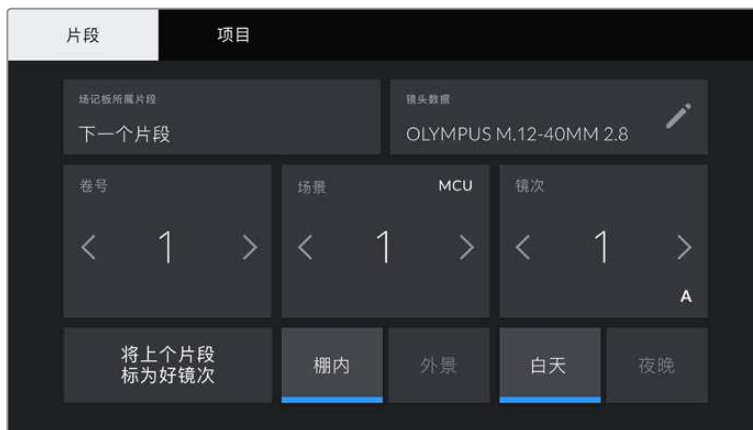 片段 项目
场记板所属片段 镜头数据
下一个片段 OLYMPUS M.12-40MM 2.8
卷号 场景 MCU 镜次
< 1 > < 1 > < 1 >
A
将上个片段
标为好镜次
棚内 外景 白天 夜晚